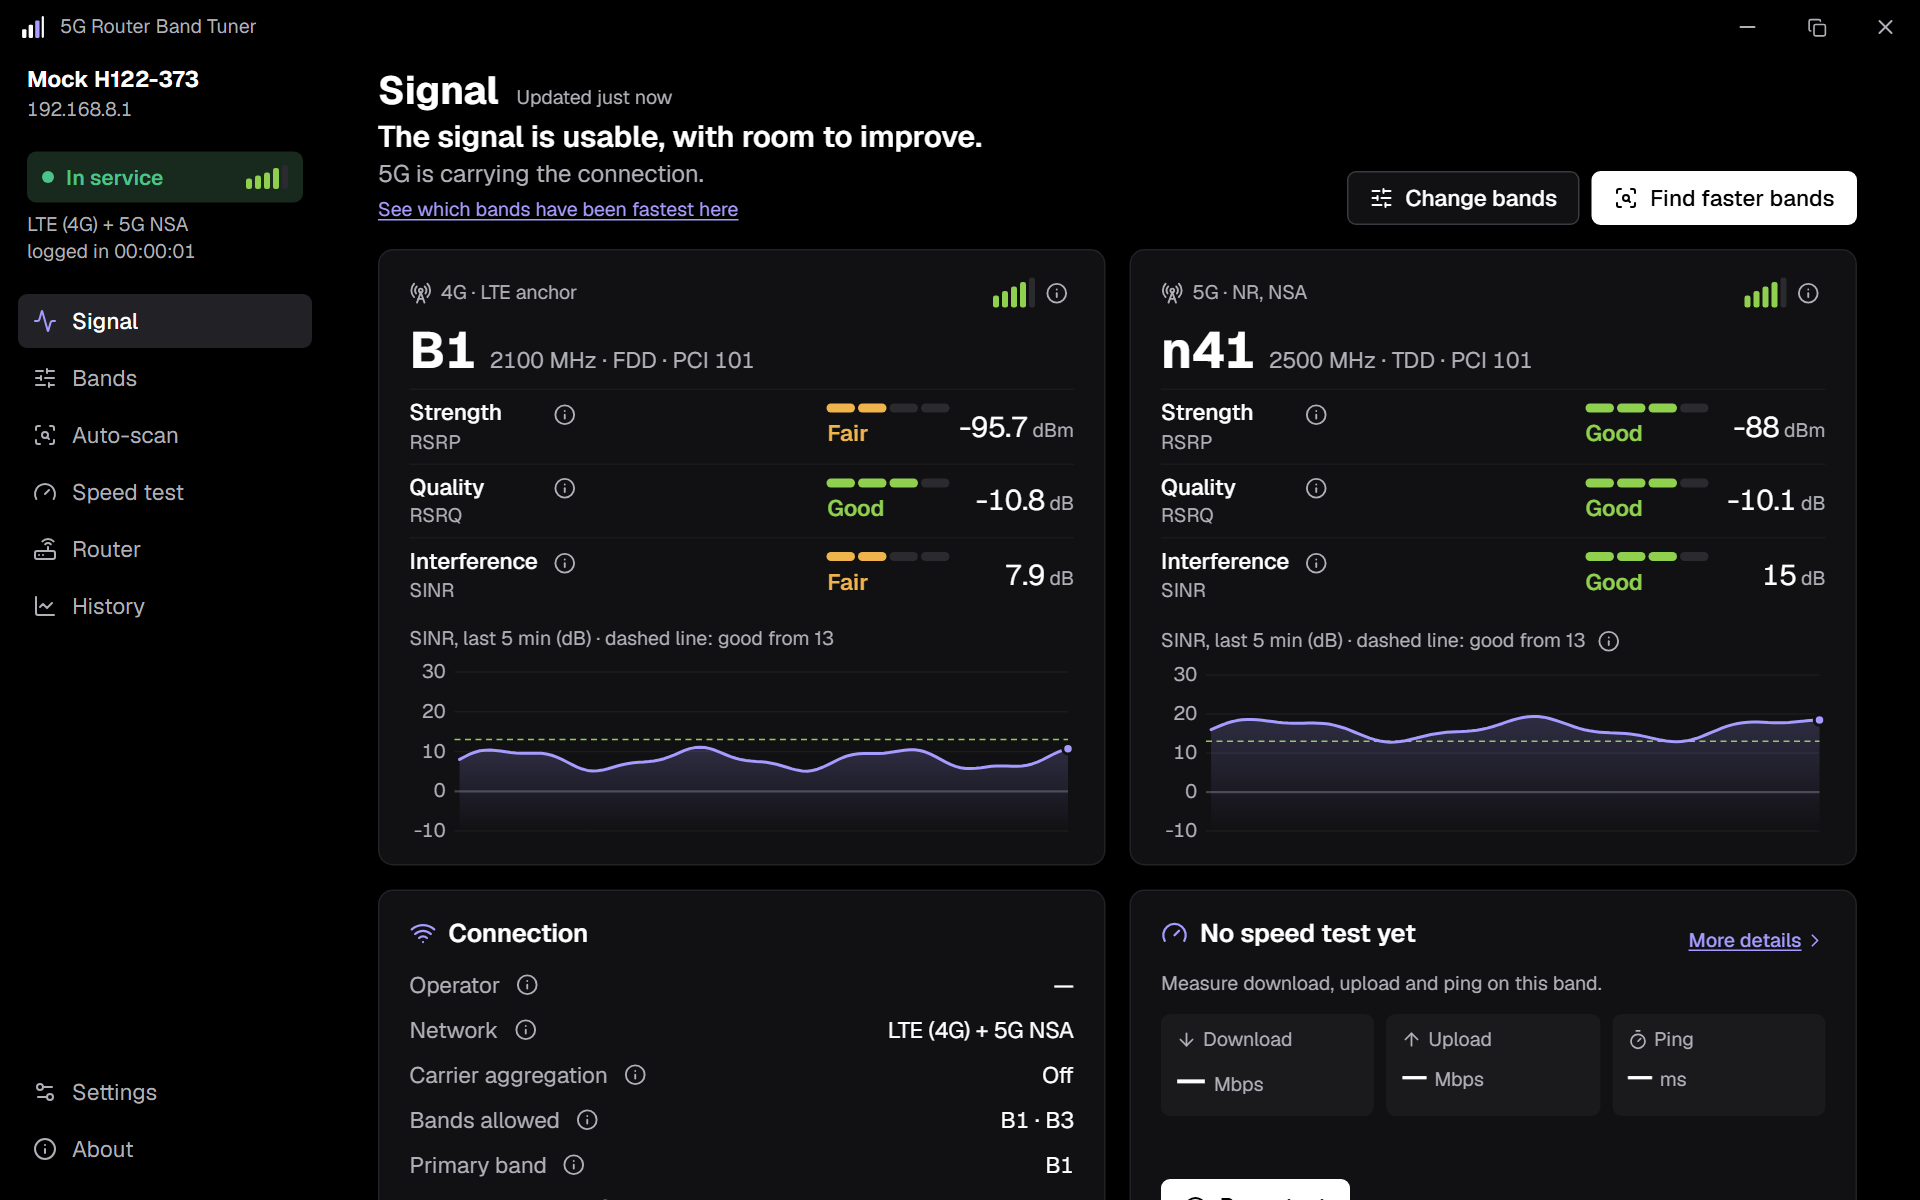 5G Router Band Tuner
Mock H122-373
192.168.8.1
In service
LTE (4G) + 5G NSA
logged in 00:00:01
Signal
Bands
Auto-scan
Speed test
Router
History
Settings
About
Signal Updated just now
The signal is usable, with room to improve.
5G is carrying the connection.
See which bands have been fastest here
Change bands
Find faster bands
4G · LTE anchor
B1 2100 MHz · FDD · PCI 101
Strength
RSRP
Fair
-95.7 dBm
Quality
RSRQ
Good
-10.8 dB
Interference
SINR
Fair
7.9 dB
SINR, last 5 min (dB) · dashed line: good from 13
30
20
10
0
-10
5G · NR, NSA
n41 2500 MHz · TDD · PCI 101
Strength
RSRP
Good
-88 dBm
Quality
RSRQ
Good
-10.1 dB
Interference
SINR
Good
15 dB
SINR, last 5 min (dB) · dashed line: good from 13
30
20
10
0
-10
Connection
Operator —
Network LTE (4G) + 5G NSA
Carrier aggregation Off
Bands allowed B1 · B3
Primary band B1
No speed test yet
More details
Measure download, upload and ping on this band.
Download
— Mbps
Upload
— Mbps
Ping
— ms